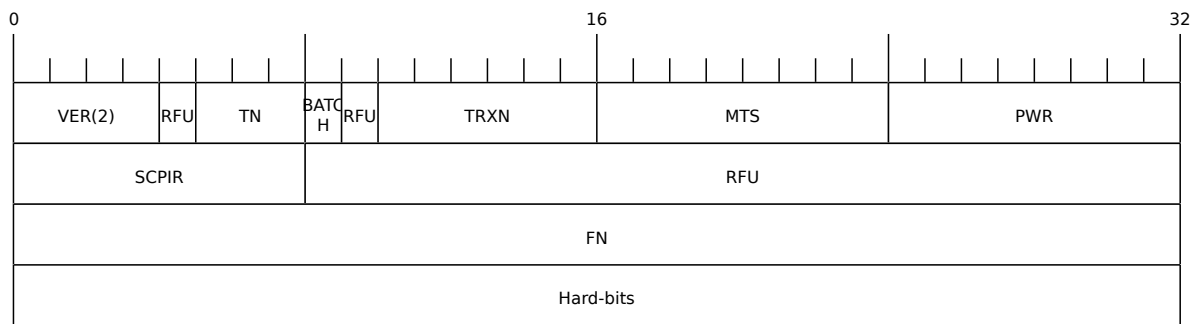 0 16 32
VER(2) RFU TN BATC RFU TRXN MTS PWR
H
SCPIR RFU
FN
Hard-bits